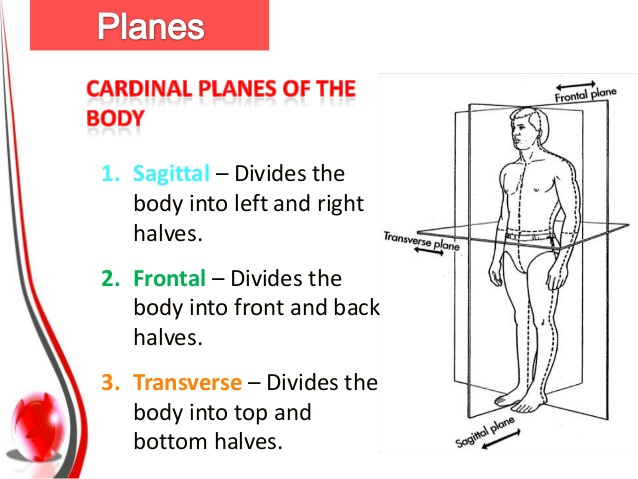 Planes
CARDINAL PLANES OF THE
BODY
1. Sagittal – Divides the
body into left and right
halves.
2. Frontal – Divides the
body into front and back
halves.
3. Transverse – Divides the
body into top and
bottom halves.
Frontal plane
Transverse plane
Sagittal plane